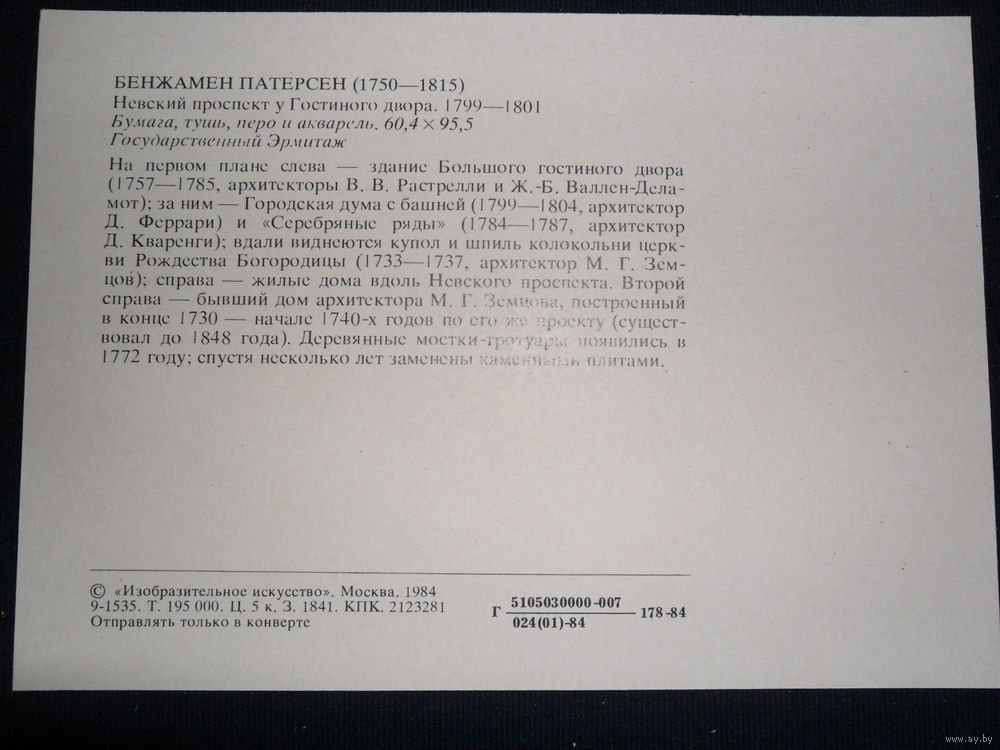 БЕНЖАМЕН ПАТЕРСЕН (1750—1815)
Невский проспект у Гостиного двора. 1799—1801
Бумага, тушь, перо и акварель. 60,4 × 95,5
Государственный Эрмитаж
На первом плане слева — здание Большого гостиного двора
(1757—1785, архитекторы В. В. Растрелли и Ж.-Б. Валлен-Дела-
мот); за ним — Городская дума с башней (1799—1804, архитектор
Д. Феррари) и «Серебряные ряды» (1784—1787, архитектор
Д. Кваренги); вдали виднеются купол и шпиль колокольни церк-
ви Рождества Богородицы (1733—1737, архитектор М. Г. Зем-
цов); справа — жилые дома вдоль Невского проспекта. Второй
справа — бывший дом архитектора М. Г. Земцова, построенный
в конце 1730 — начале 1740-х годов по его же проекту (сущест-
вовал до 1848 года). Деревянные мостки-тротуары появились в
1772 году; спустя несколько лет заменены каменными плитами.
© «Изобразительное искусство». Москва. 1984
9-1535. Т. 195 000. Ц. 5 к. З. 1841. КПК. 2123281
Отправлять только в конверте
Г 5105030000-007 178-84
024(01)-84
www.ay.by